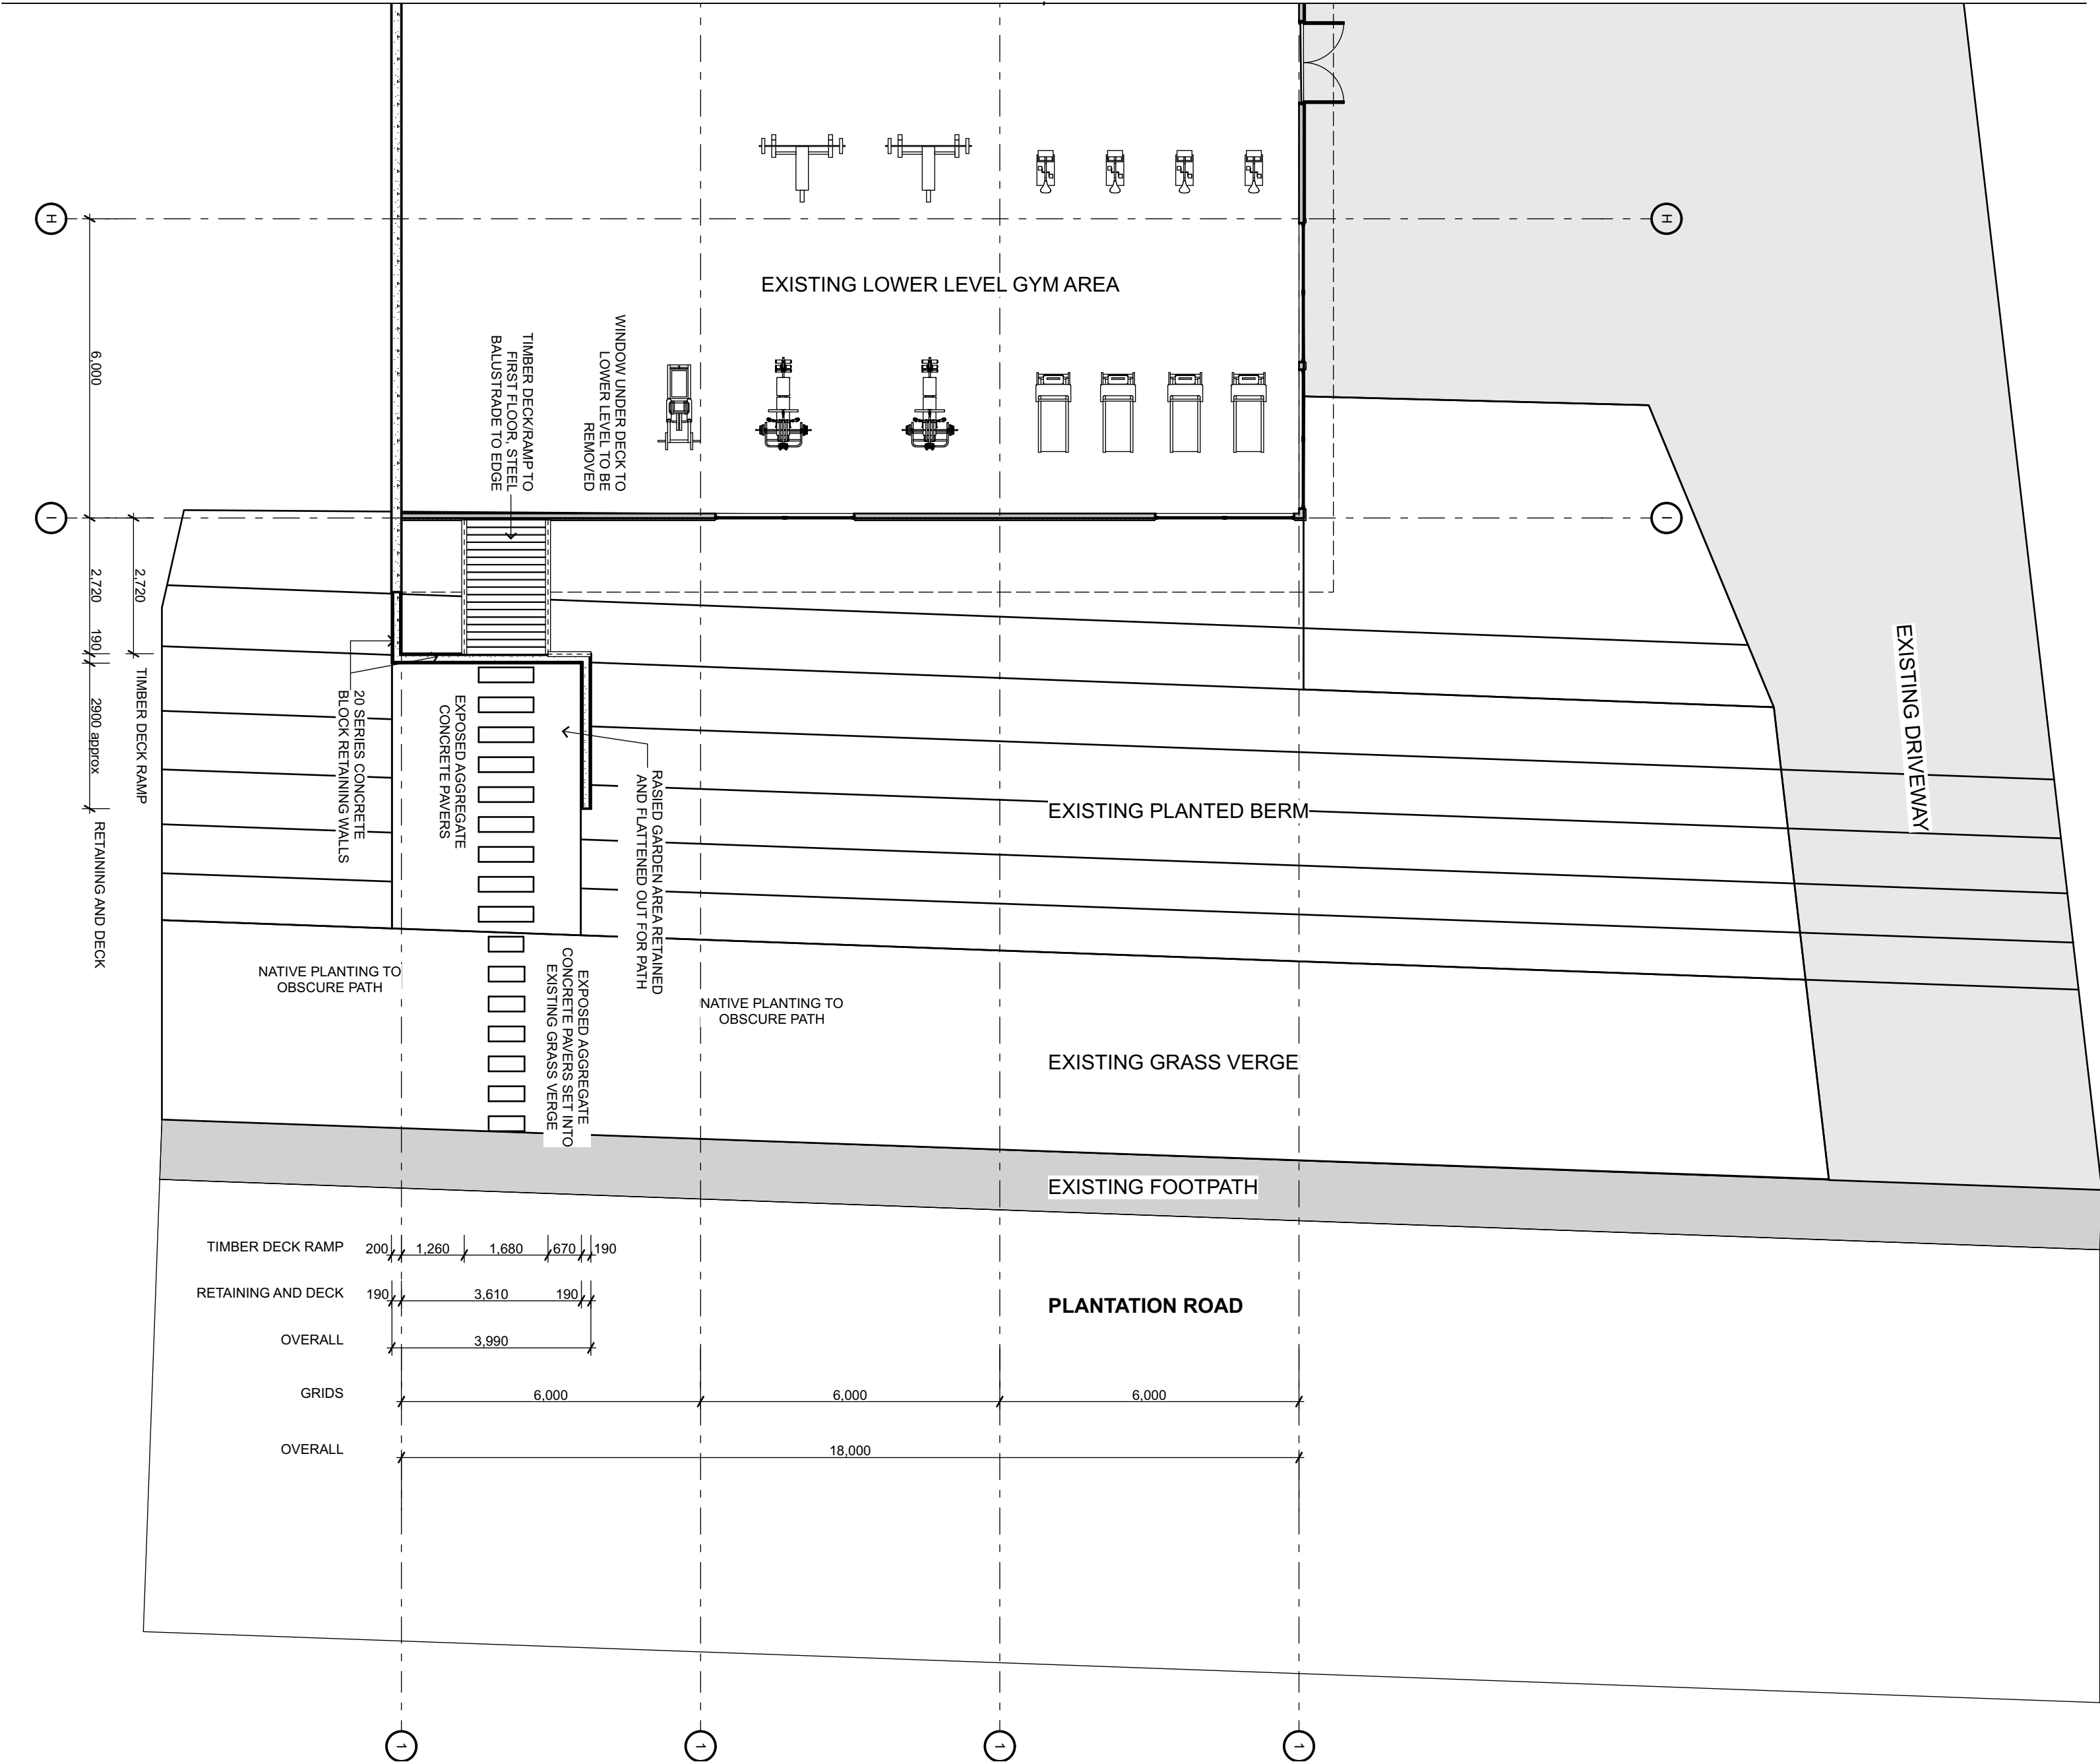 H
H
EXISTING LOWER LEVEL GYM AREA
WINDOW UNDER DECK TO
LOWER LEVEL TO BE
REMOVED
TIMBER DECK/RAMP TO
FIRST FLOOR, STEEL
BALUSTRADE TO EDGE
6,000
I
I
2,720
2,720
190
2900 approx
TIMBER DECK RAMP
RETAINING AND DECK
20 SERIES CONCRETE
BLOCK RETAINING WALLS
EXPOSED AGGREGATE
CONCRETE PAVERS
RASIED GARDEN AREA RETAINED
AND FLATTENED OUT FOR PATH
EXISTING DRIVEWAY
EXISTING PLANTED BERM
NATIVE PLANTING TO
OBSCURE PATH
EXPOSED AGGREGATE
CONCRETE PAVERS SET INTO
EXISTING GRASS VERGE
NATIVE PLANTING TO
OBSCURE PATH
EXISTING GRASS VERGE
EXISTING FOOTPATH
TIMBER DECK RAMP 200 1,260 1,680 670 190
RETAINING AND DECK 190 3,610 190
PLANTATION ROAD
OVERALL 3,990
GRIDS 6,000 6,000 6,000
OVERALL 18,000
1 1 1 1